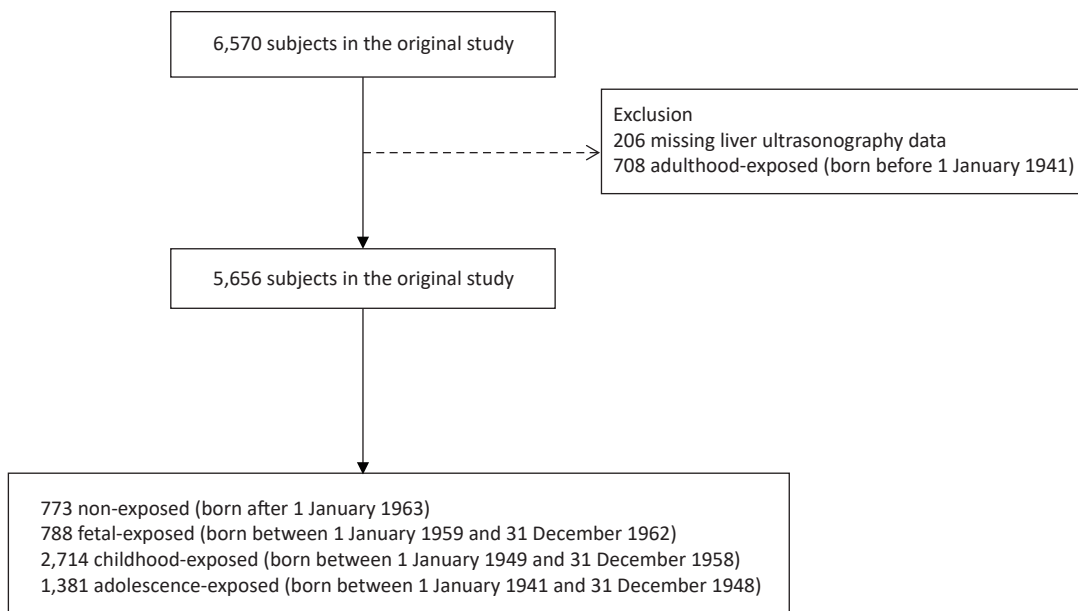 6,570 subjects in the original study
Exclusion
206 missing liver ultrasonography data
708 adulthood-exposed (born before 1 January 1941)
5,656 subjects in the original study
773 non-exposed (born after 1 January 1963)
788 fetal-exposed (born between 1 January 1959 and 31 December 1962)
2,714 childhood-exposed (born between 1 January 1949 and 31 December 1958)
1,381 adolescence-exposed (born between 1 January 1941 and 31 December 1948)